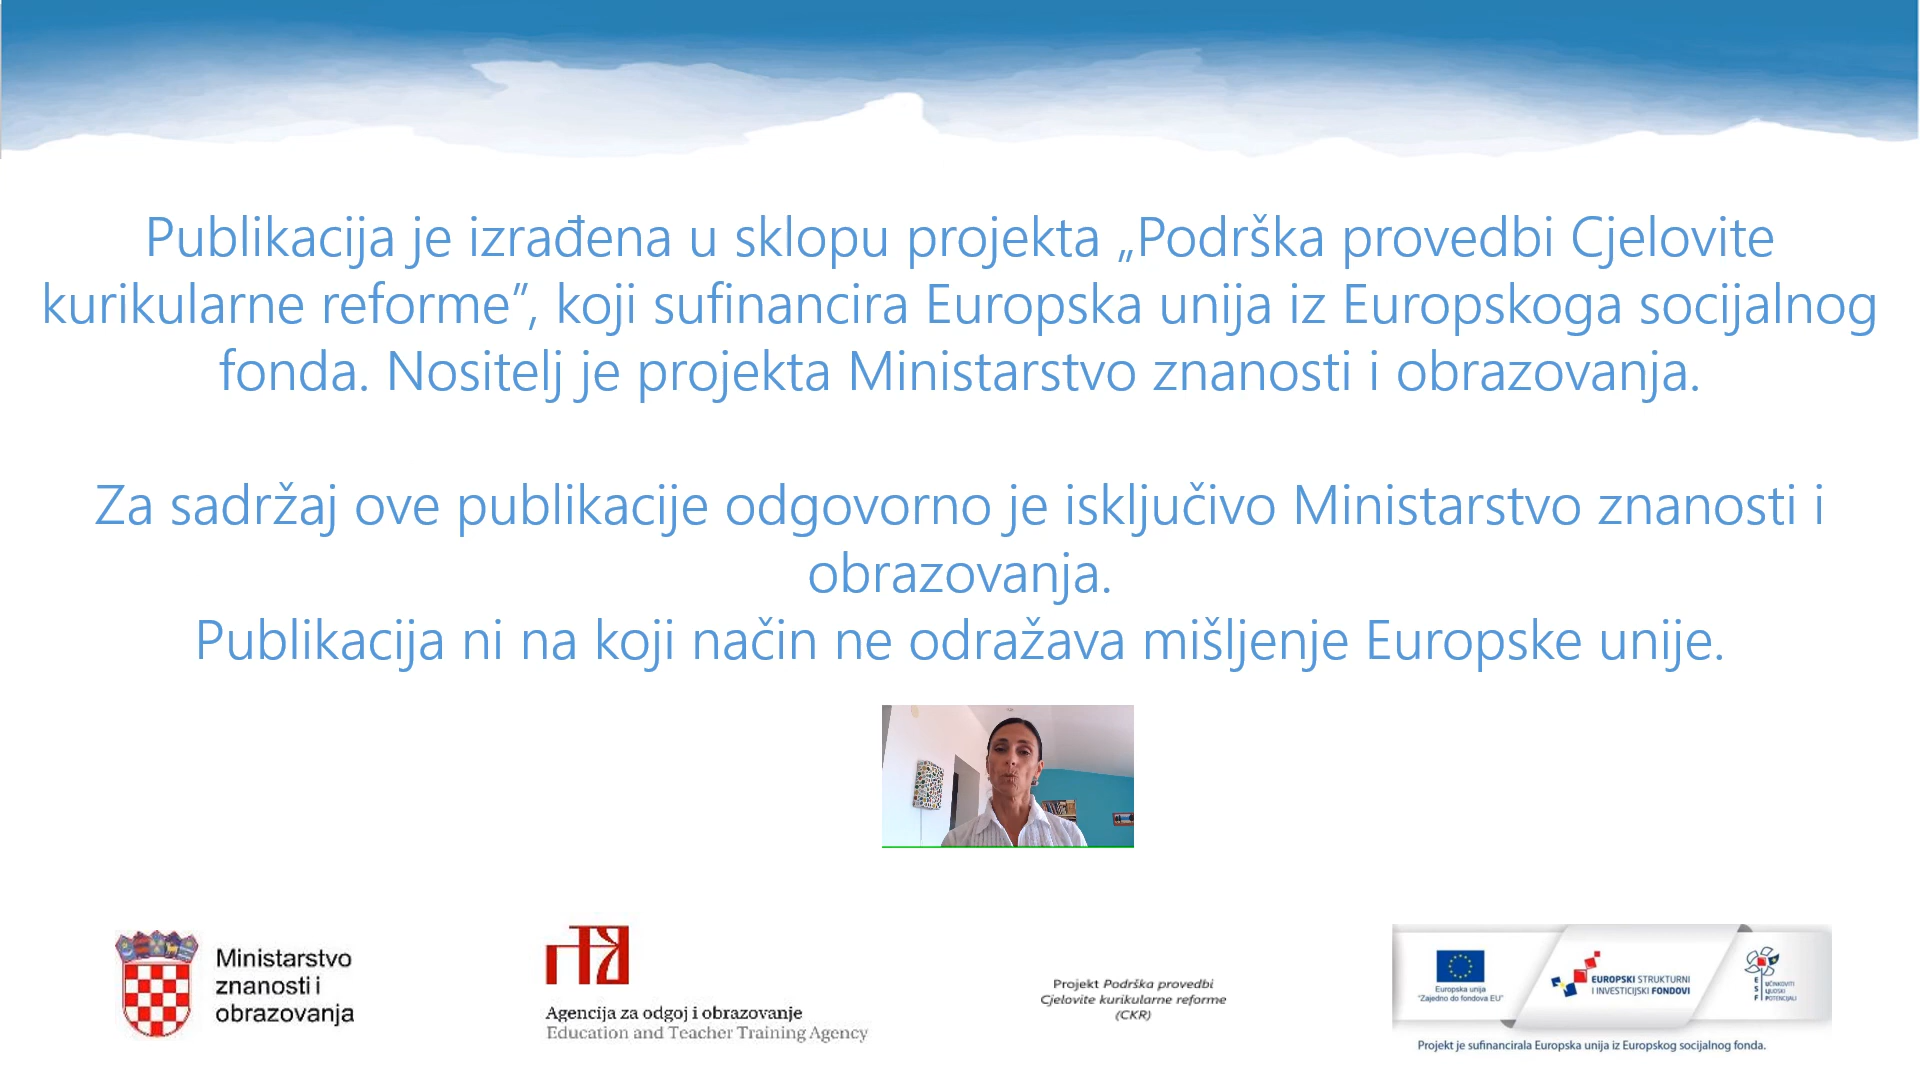 Publikacija je izrađena u sklopu projekta „Podrška provedbi Cjelovite
kurikularne reforme”, koji sufinancira Europska unija iz Europskoga socijalnog
fonda. Nositelj je projekta Ministarstvo znanosti i obrazovanja.
Za sadržaj ove publikacije odgovorno je isključivo Ministarstvo znanosti i
obrazovanja.
Publikacija ni na koji način ne odražava mišljenje Europske unije.
Ministarstvo
znanosti i
obrazovanja
Agencija za odgoj i obrazovanje
Education and Teacher Training Agency
Projekt Podrška provedbi
Cjelovite kurikularne reforme
(CKR)
Europska unija
"Zajedno do fondova EU"
EUROPSKI STRUKTURNI
I INVESTICIJSKI FONDOVI
ESF
UČINKOVITI
LJUDSKI
POTENCIJALI
Projekt je sufinancirala Europska unija iz Europskog socijalnog fonda.